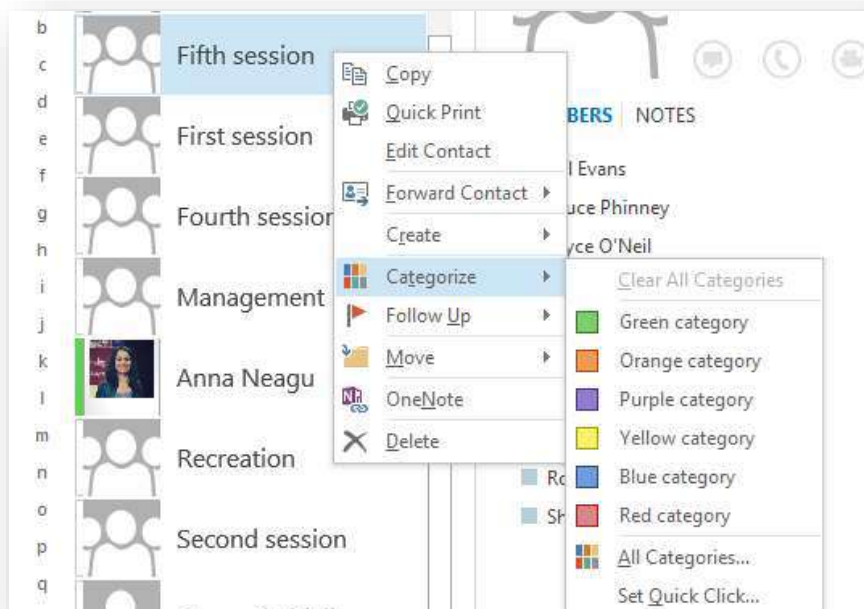 b
c
d
e
f
g
h
i
j
k
l
m
n
o
p
q
Fifth session
First session
Fourth session
Management
Anna Neagu
Recreation
Second session
Copy
Quick Print
Edit Contact
Forward Contact
Create
Categorize
Follow Up
Move
OneNote
Delete
BERS NOTES
l Evans
uce Phinney
yce O'Neil
Ro
Sh
Clear All Categories
Green category
Orange category
Purple category
Yellow category
Blue category
Red category
All Categories...
Set Quick Click...